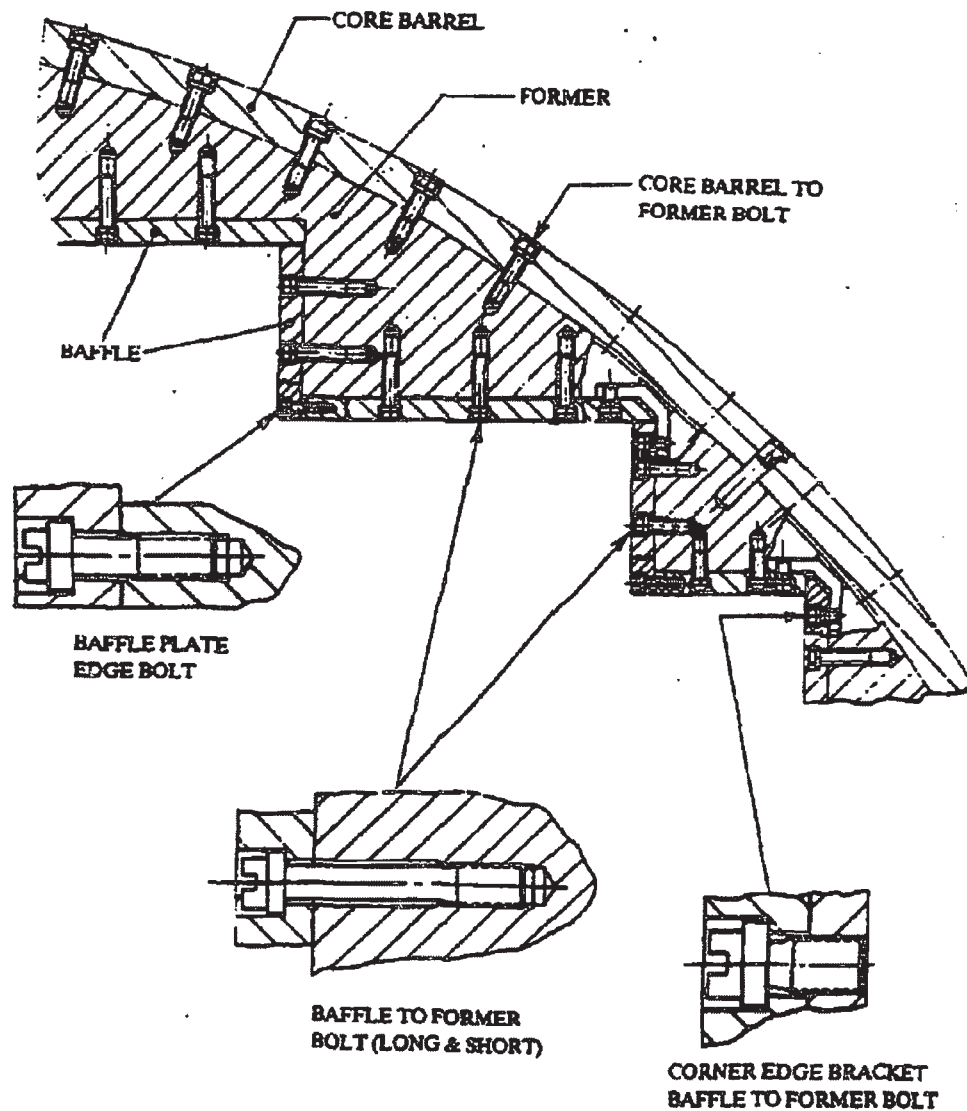 CORE BARREL
FORMER
CORE BARREL TO
FORMER BOLT
BAFFLE
BAFFLE PLATE
EDGE BOLT
BAFFLE TO FORMER
BOLT (LONG & SHORT)
CORNER EDGE BRACKET
BAFFLE TO FORMER BOLT